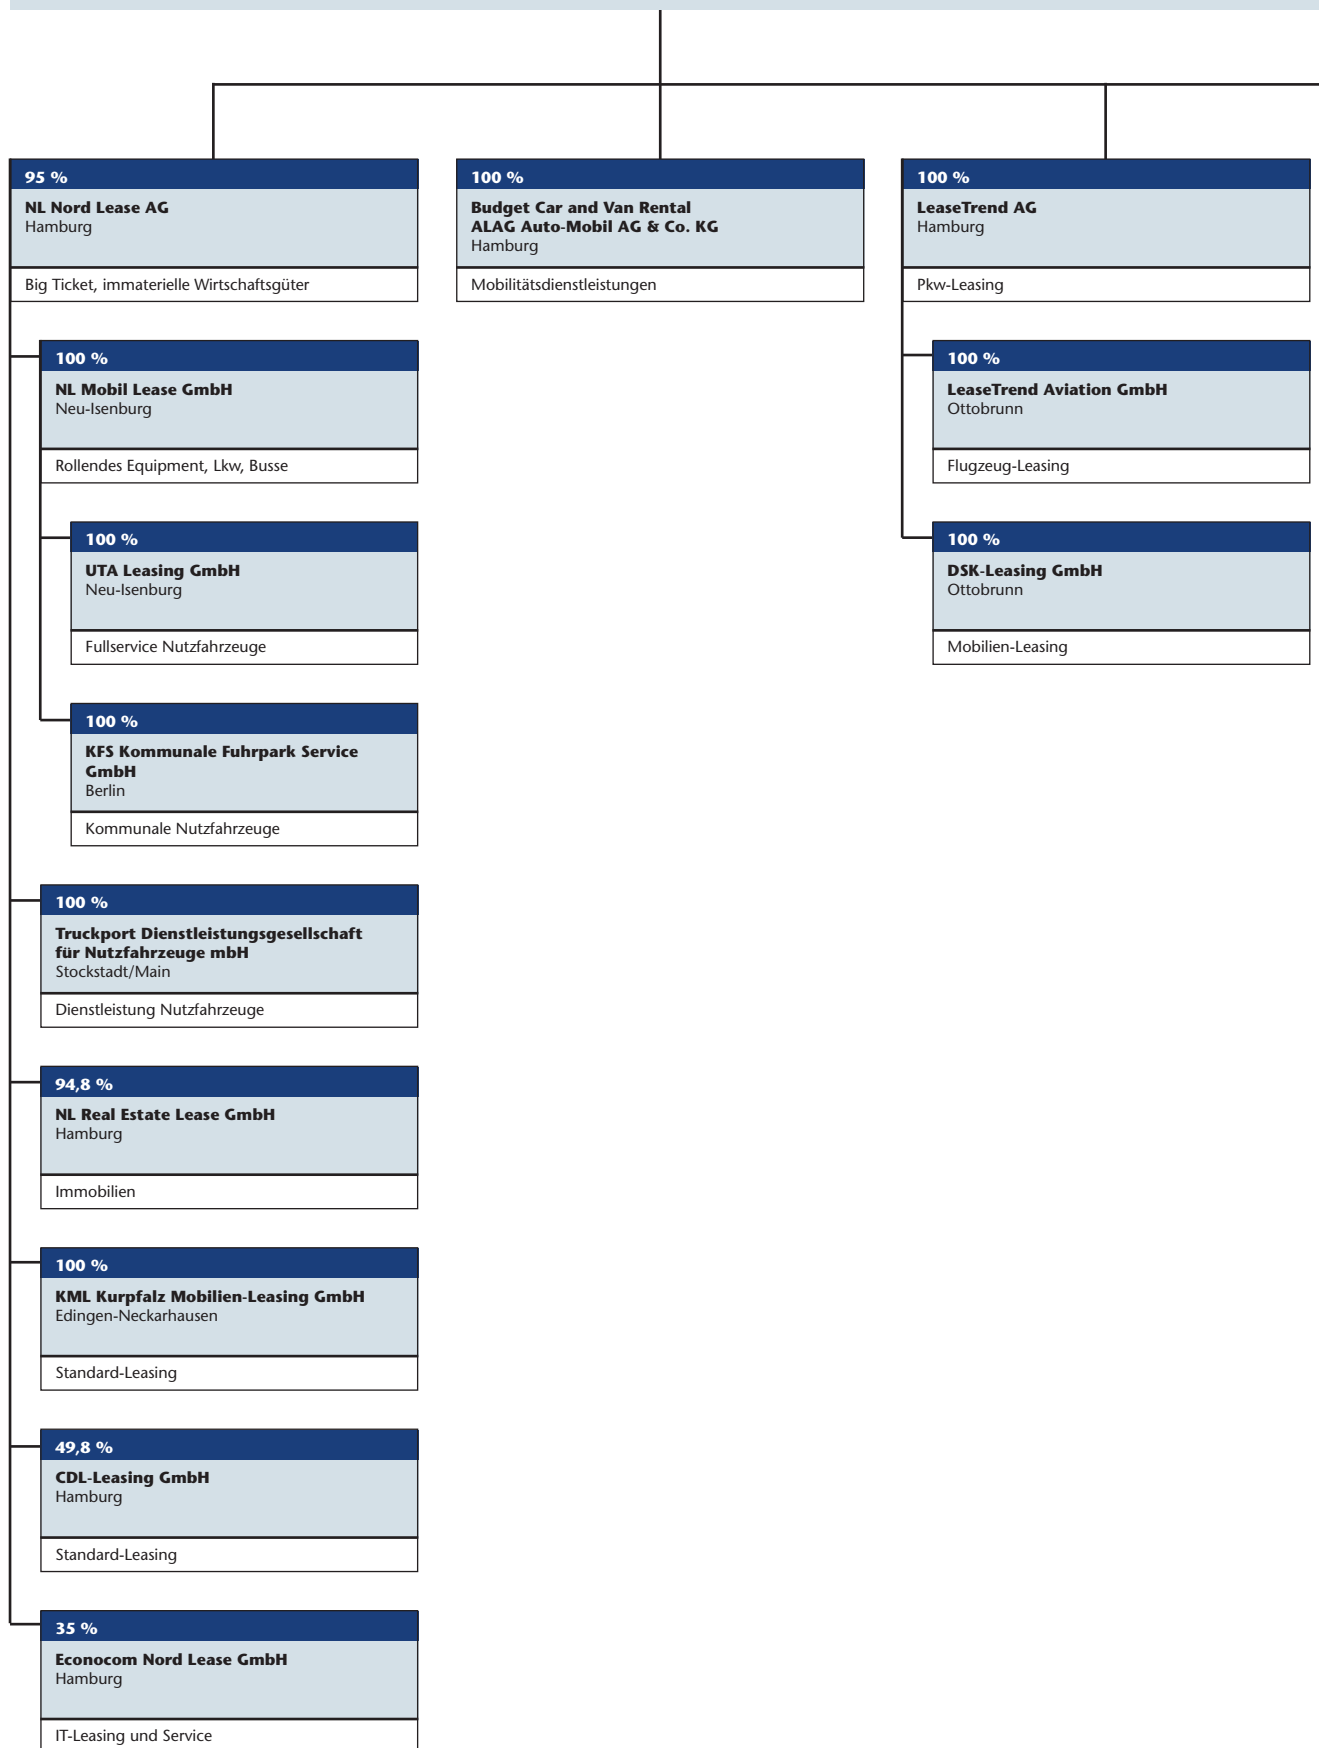 95 %
NL Nord Lease AG
Hamburg
Big Ticket, immaterielle Wirtschaftsgüter
100 %
NL Mobil Lease GmbH
Neu-Isenburg
Rollendes Equipment, Lkw, Busse
100 %
UTA Leasing GmbH
Neu-Isenburg
Fullservice Nutzfahrzeuge
100 %
KFS Kommunale Fuhrpark Service
GmbH
Berlin
Kommunale Nutzfahrzeuge
100 %
Truckport Dienstleistungsgesellschaft
für Nutzfahrzeuge mbH
Stockstadt/Main
Dienstleistung Nutzfahrzeuge
94,8 %
NL Real Estate Lease GmbH
Hamburg
Immobilien
100 %
KML Kurpfalz Mobilien-Leasing GmbH
Edingen-Neckarhausen
Standard-Leasing
49,8 %
CDL-Leasing GmbH
Hamburg
Standard-Leasing
35 %
Econocom Nord Lease GmbH
Hamburg
IT-Leasing und Service
100 %
Budget Car and Van Rental
ALAG Auto-Mobil AG & Co. KG
Hamburg
Mobilitätsdienstleistungen
100 %
LeaseTrend AG
Hamburg
Pkw-Leasing
100 %
LeaseTrend Aviation GmbH
Ottobrunn
Flugzeug-Leasing
100 %
DSK-Leasing GmbH
Ottobrunn
Mobilien-Leasing